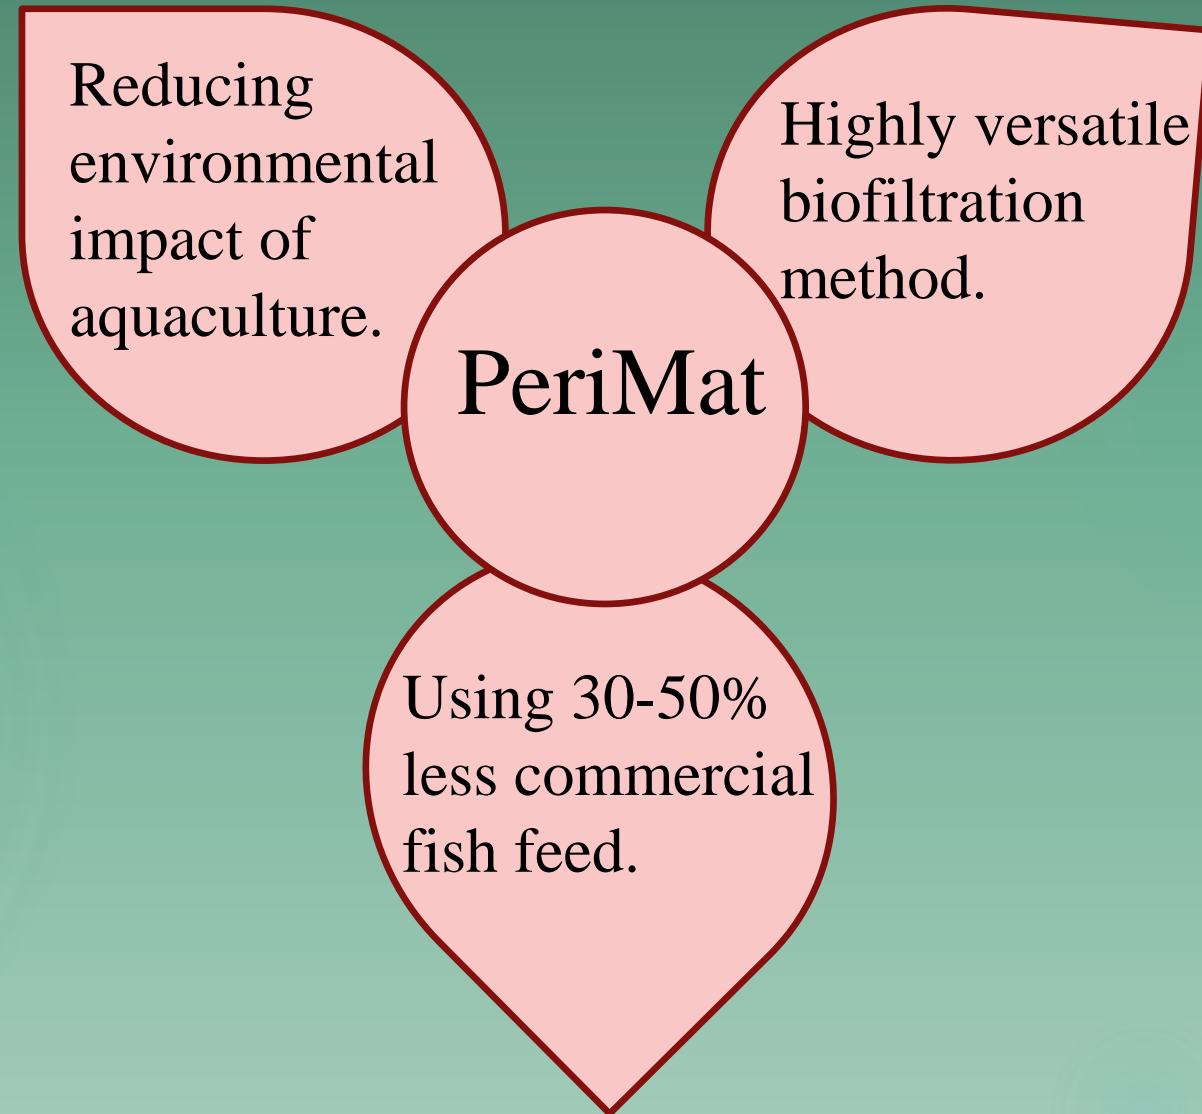 Reducing
environmental
impact of
aquaculture.
Highly versatile
biofiltration
method.
PeriMat
Using 30-50%
less commercial
fish feed.